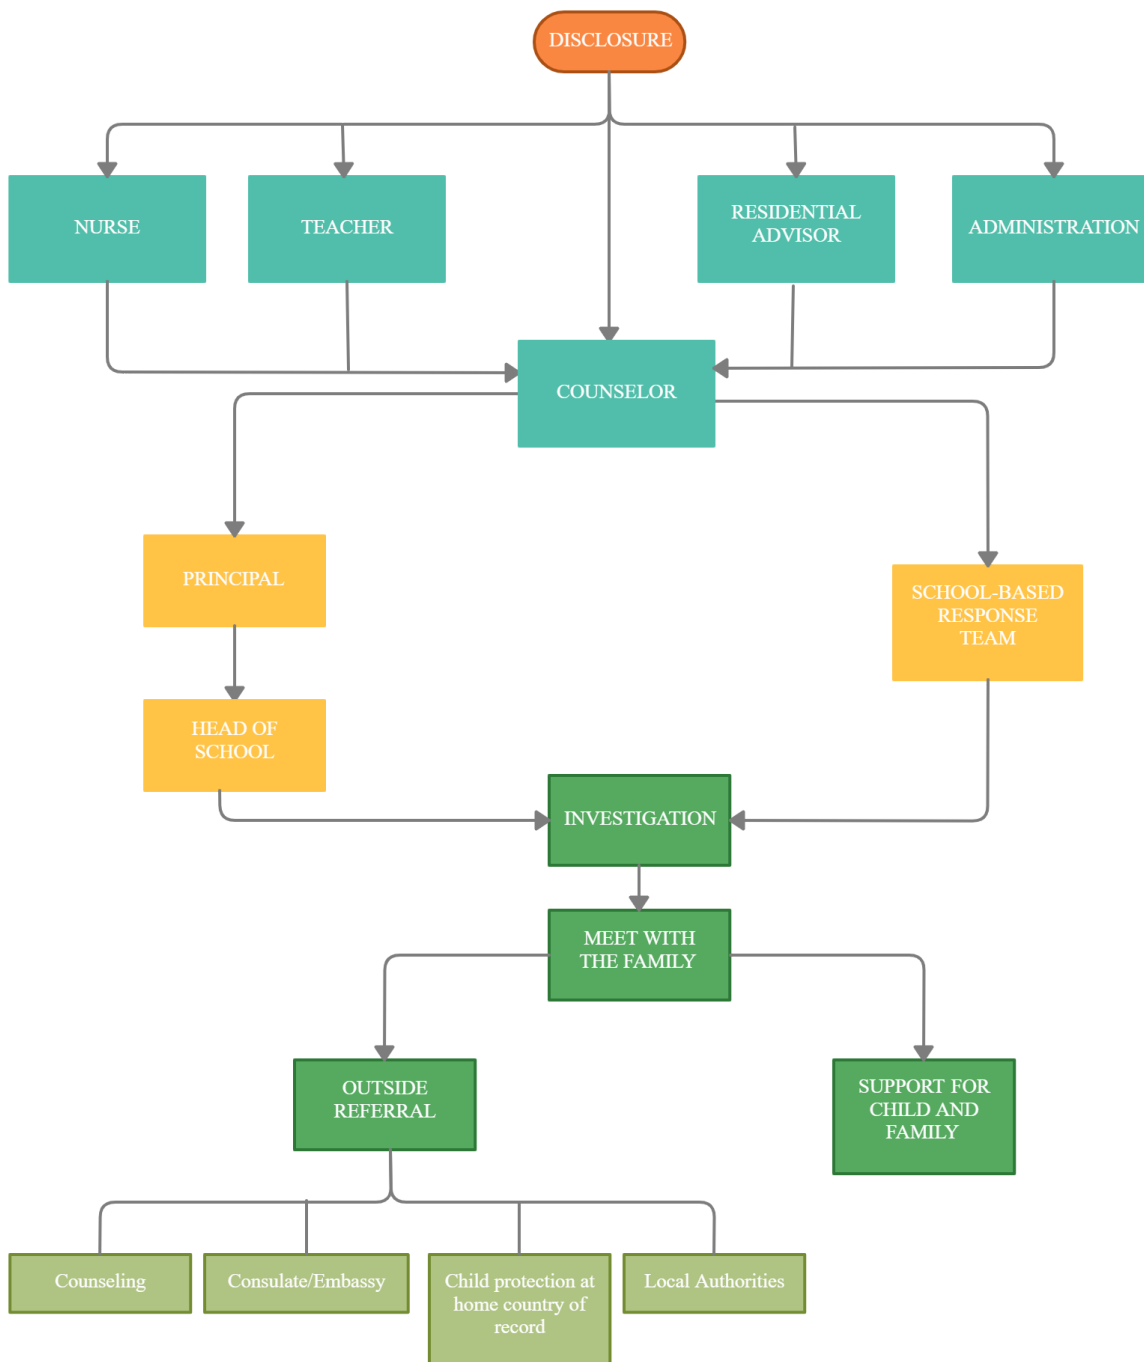 DISCLOSURE
NURSE
TEACHER
RESIDENTIAL
ADVISOR
ADMINISTRATION
COUNSELOR
PRINCIPAL
SCHOOL-BASED
RESPONSE
TEAM
HEAD OF
SCHOOL
INVESTIGATION
MEET WITH
THE FAMILY
OUTSIDE
REFERRAL
SUPPORT FOR
CHILD AND
FAMILY
Counseling
Consulate/Embassy
Child protection at
home country of
record
Local Authorities